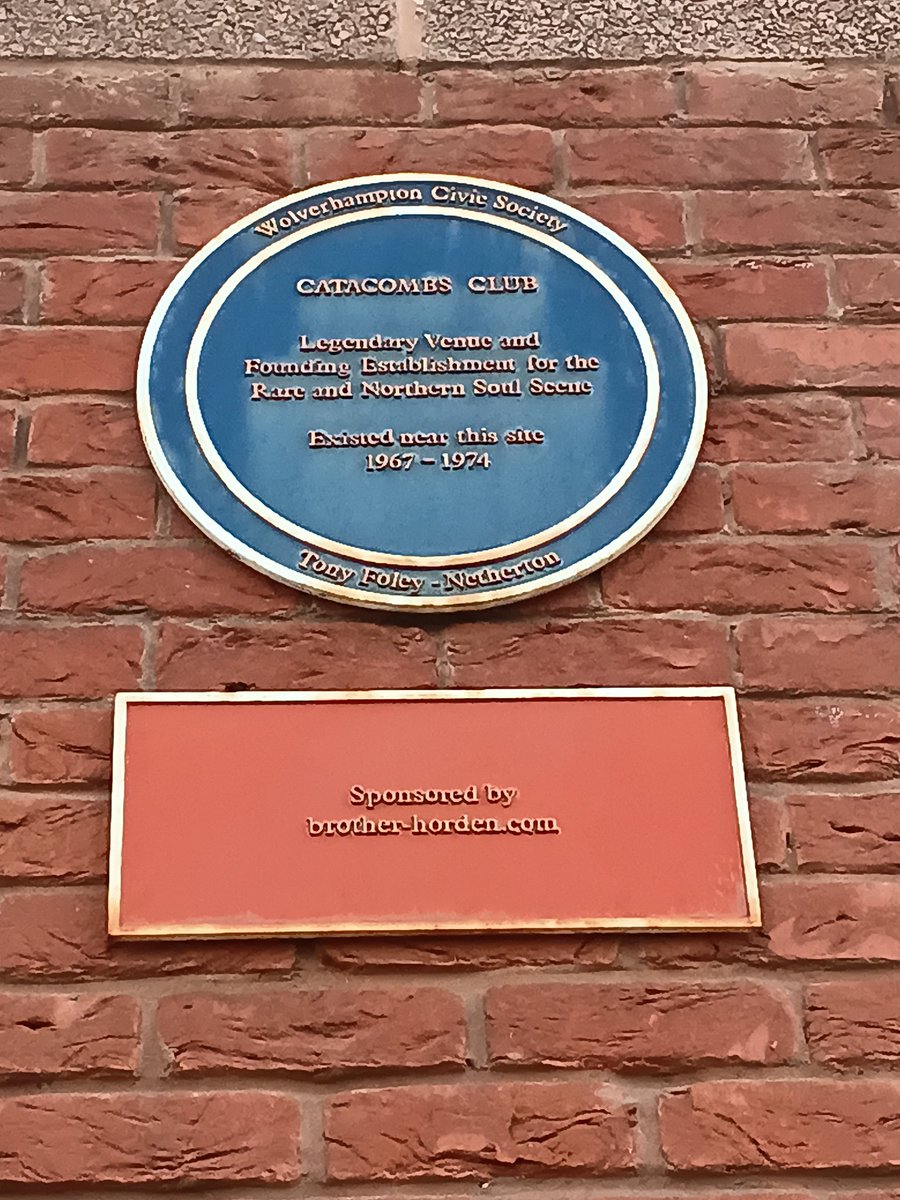 Wolverhampton Civic Society
CATACOMBS CLUB
Legendary Venue and
Founding Establishment for the
Rare and Northern Soul Scene
Existed near this site
1967 – 1974
Tony Foley - Netherton
Sponsored by
brother-horden.com